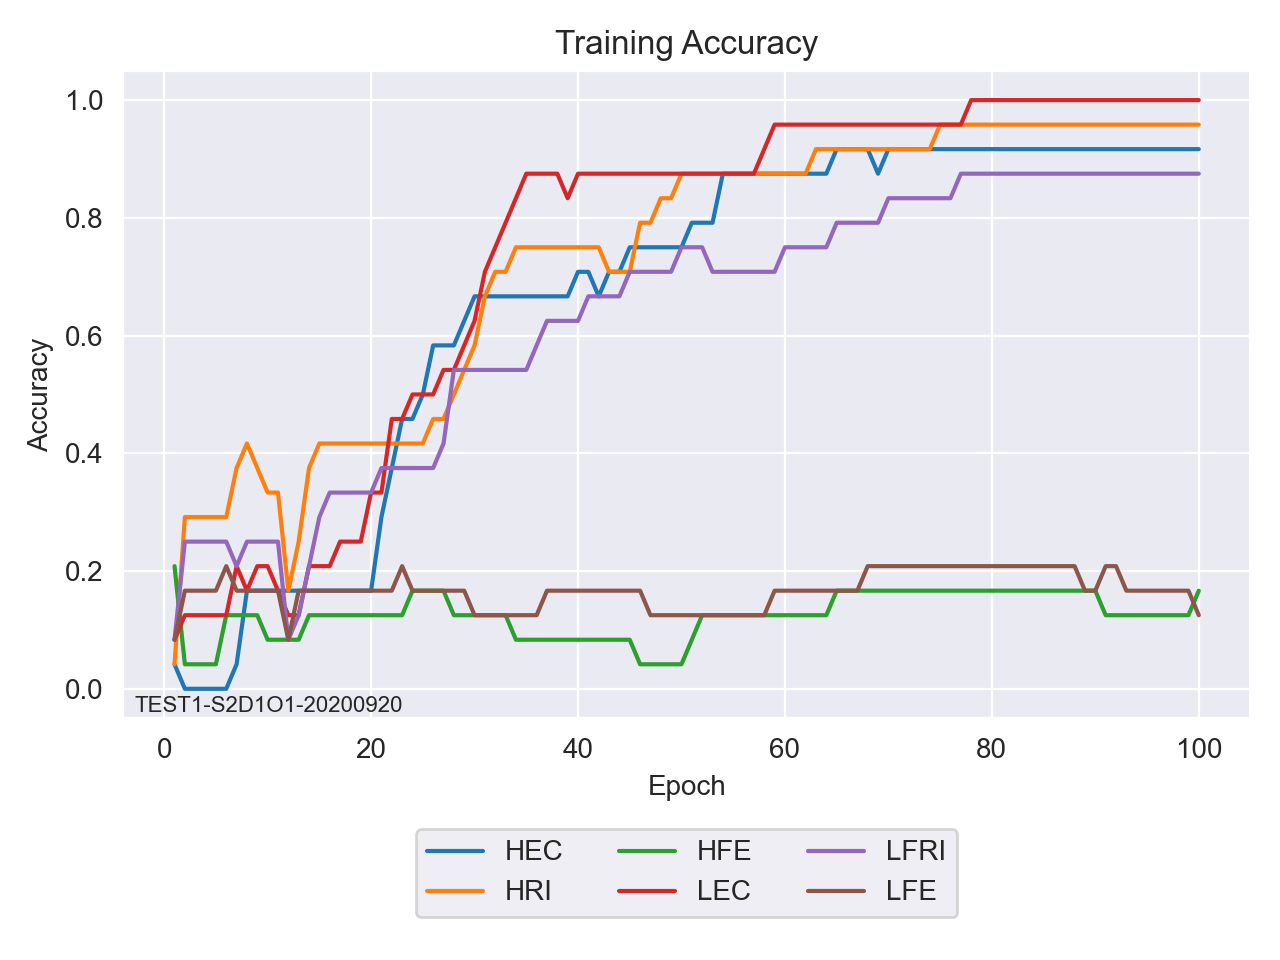 Training Accuracy
1.0
0.8
0.6
0.4
0.2
0.0
Accuracy
TEST1-S2D1O1-20200920
0 20 40 60 80 100
Epoch
HEC HFE LFRI
HRI LEC LFE